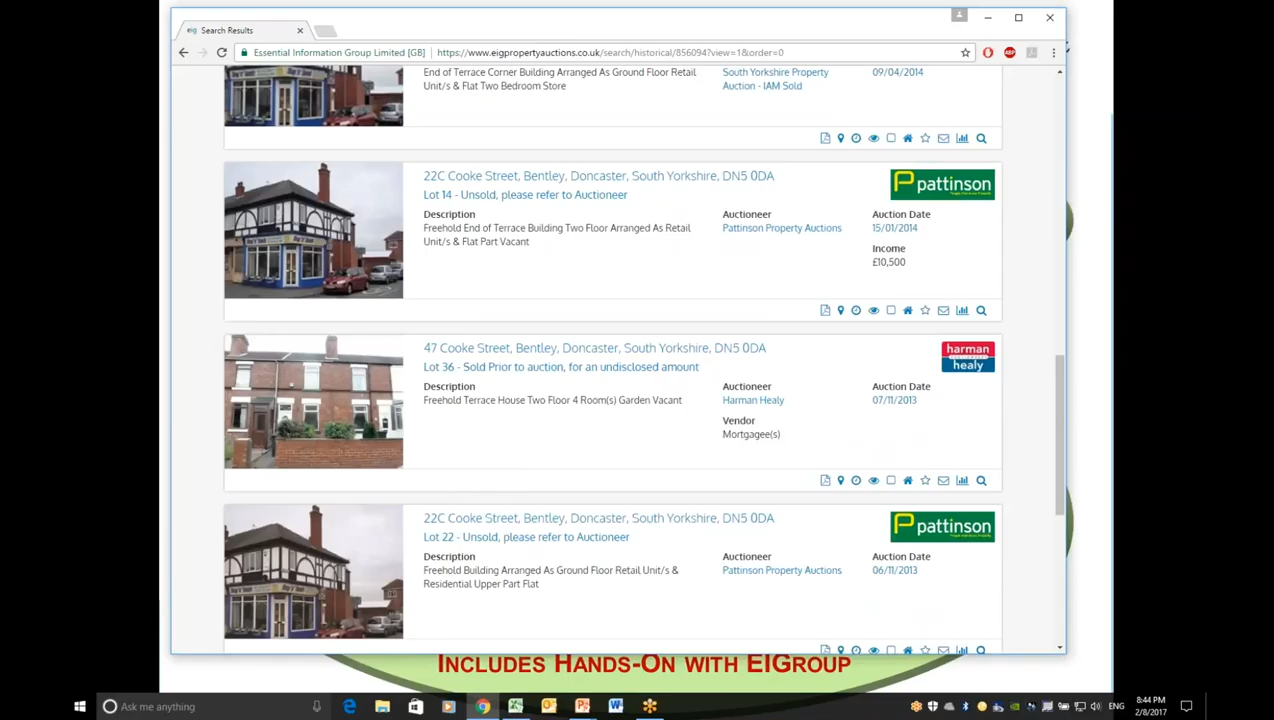 eig Search Results
Essential Information Group Limited [GB] https://www.eigpropertyauctions.co.uk/search/historical/856094?view=1&order=0
ABP
End of Terrace Corner Building Arranged As Ground Floor Retail
Unit/s & Flat Two Bedroom Store
South Yorkshire Property
Auction - IAM Sold
09/04/2014
22C Cooke Street, Bentley, Doncaster, South Yorkshire, DN5 0DA
Lot 14 - Unsold, please refer to Auctioneer
pattinson
Description
Freehold End of Terrace Building Two Floor Arranged As Retail
Unit/s & Flat Part Vacant
Auctioneer
Pattinson Property Auctions
Auction Date
15/01/2014
Income
£10,500
47 Cooke Street, Bentley, Doncaster, South Yorkshire, DN5 0DA
Lot 36 - Sold Prior to auction, for an undisclosed amount
harman
healy
Description
Freehold Terrace House Two Floor 4 Room(s) Garden Vacant
Auctioneer
Harman Healy
Vendor
Mortgagee(s)
Auction Date
07/11/2013
22C Cooke Street, Bentley, Doncaster, South Yorkshire, DN5 0DA
Lot 22 - Unsold, please refer to Auctioneer
pattinson
Description
Freehold Building Arranged As Ground Floor Retail Unit/s &
Residential Upper Part Flat
Auctioneer
Pattinson Property Auctions
Auction Date
06/11/2013
INCLUDES HANDS-ON WITH EIGROUP
Ask me anything
ENG
8:44 PM
2/8/2017